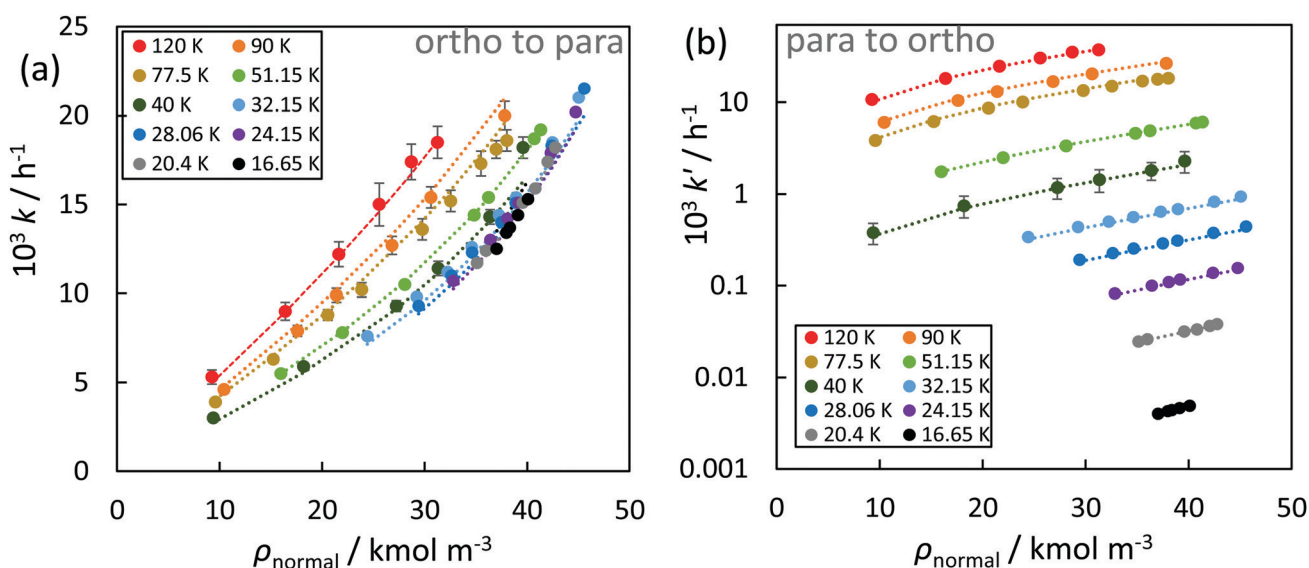 (a)
ortho to para
120 K 90 K
77.5 K 51.15 K
40 K 32.15 K
28.06 K 24.15 K
20.4 K 16.65 K
10³ k / h⁻¹
25
20
15
10
5
0
0 10 20 30 40 50
ρnormal / kmol m⁻³
(b)
para to ortho
10³ k′ / h⁻¹
10
1
0.1
0.01
0.001
120 K 90 K
77.5 K 51.15 K
40 K 32.15 K
28.06 K 24.15 K
20.4 K 16.65 K
0 10 20 30 40 50
ρnormal / kmol m⁻³